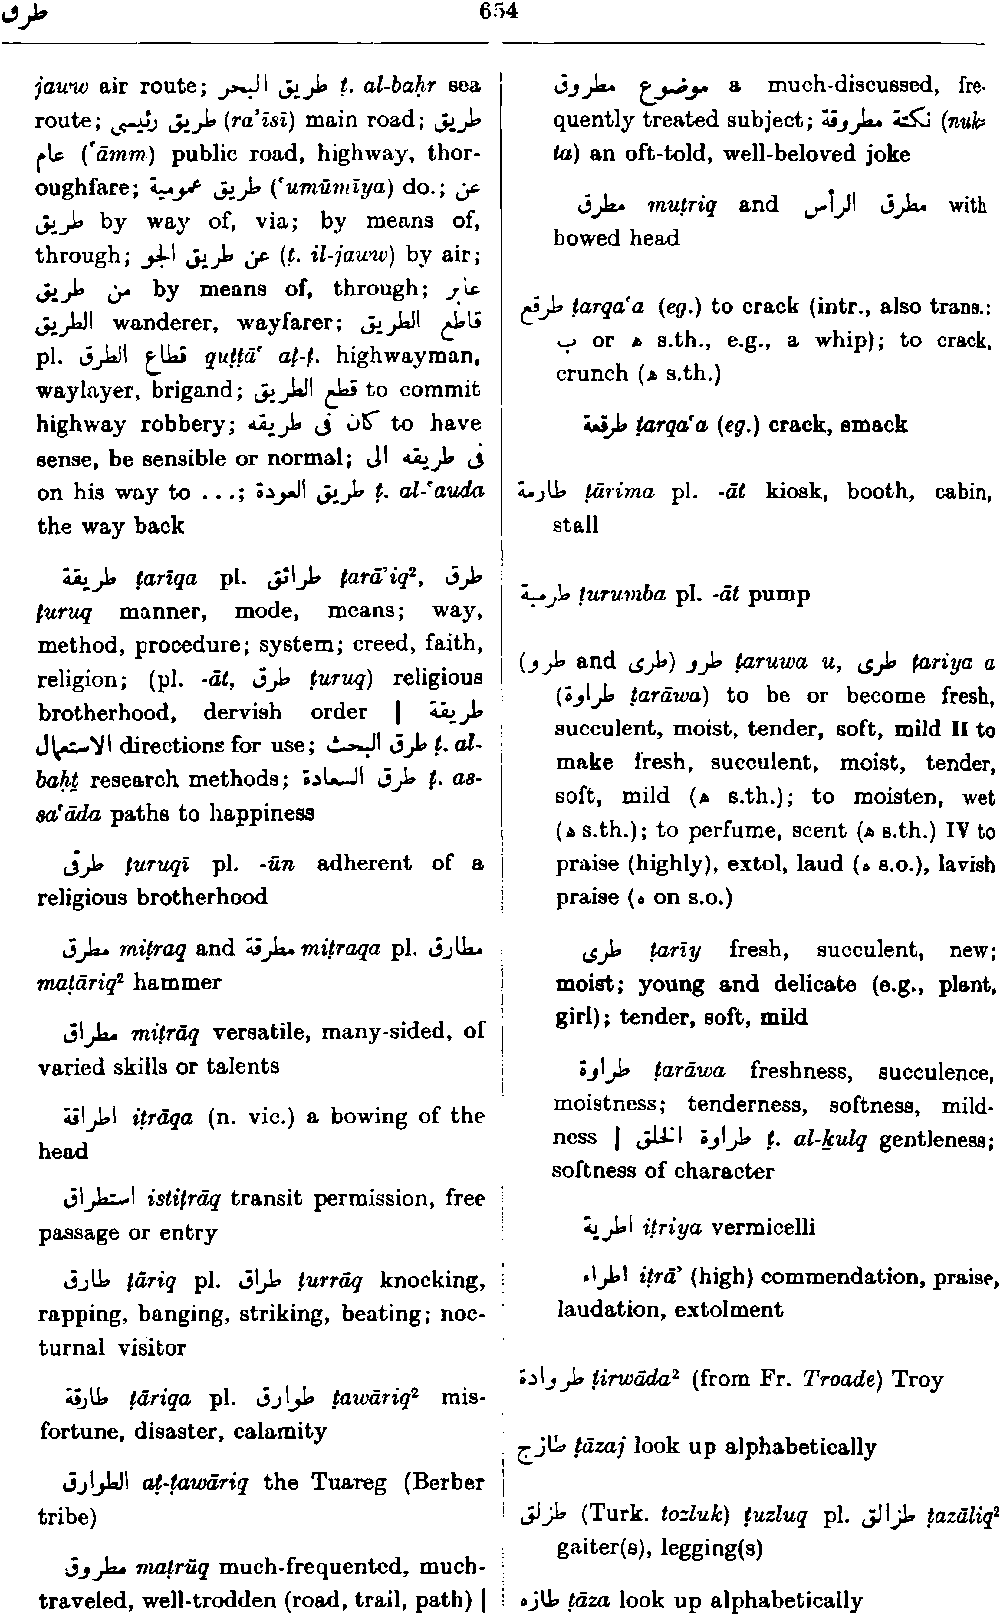 طرق
654
jauw air route; طريق البحر ṭ. al-baḥr sea
route; طريق رئيسى (ra’īsī) main road; طريق
عام (‘āmm) public road, highway, thor-
oughfare; طريق عمومية (‘umūmīya) do.; عن
طريق by way of, via; by means of,
through; عن طريق الجو (ṭ. il-jauw) by air;
من طريق by means of, through; عابر
الطريق wanderer, wayfarer; قاطع الطريق
pl. قطاع الطرق quṭṭā‘ aṭ-ṭ. highwayman,
waylayer, brigand; قطع الطريق to commit
highway robbery; كان فى طريقه to have
sense, be sensible or normal; فى طريقه الى
on his way to ...; طريق العودة ṭ. al-‘auda
the way back
طريقة ṭarīqa pl. طرائق ṭarā’iq², طرق
ṭuruq manner, mode, means; way,
method, procedure; system; creed, faith,
religion; (pl. -āt, طرق ṭuruq) religious
brotherhood, dervish order | طريقة
الاستعمال directions for use; طرق البحث ṭ. al-
baḥṯ research methods; طرق السعادة ṭ. as-
sa‘āda paths to happiness
طرقى ṭuruqī pl. -ūn adherent of a
religious brotherhood
مطرق miṭraq and مطرقة miṭraqa pl. مطارق
maṭāriq² hammer
مطراق miṭrāq versatile, many-sided, of
varied skills or talents
اطراقة iṭrāqa (n. vic.) a bowing of the
head
استطراق istiṭrāq transit permission, free
passage or entry
طارق ṭāriq pl. طراق ṭurrāq knocking,
rapping, banging, striking, beating; noc-
turnal visitor
طارقة ṭāriqa pl. طوارق ṭawāriq² mis-
fortune, disaster, calamity
الطوارق aṭ-ṭawāriq the Tuareg (Berber
tribe)
مطروق maṭrūq much-frequented, much-
traveled, well-trodden (road, trail, path) |
موضوع مطروق a much-discussed, fre-
quently treated subject; نكتة مطروقة (nuk-
ta) an oft-told, well-beloved joke
مطرق muṭriq and مطرق الرأس with
bowed head
طرقع ṭarqa‘a (eg.) to crack (intr., also trans.:
ب or ه s.th., e.g., a whip); to crack,
crunch (ه s.th.)
طرقعة ṭarqa‘a (eg.) crack, smack
طارمة ṭārima pl. -āt kiosk, booth, cabin,
stall
طرمبة ṭurumba pl. -āt pump
(طرو and طرى) طرو ṭaruwa u, طرى ṭariya a
(طراوة ṭarāwa) to be or become fresh,
succulent, moist, tender, soft, mild II to
make fresh, succulent, moist, tender,
soft, mild (ه s.th.); to moisten, wet
(ه s.th.); to perfume, scent (ه s.th.) IV to
praise (highly), extol, laud (ه s.o.), lavish
praise (ه on s.o.)
طرى ṭarīy fresh, succulent, new;
moist; young and delicate (e.g., plant,
girl); tender, soft, mild
طراوة ṭarāwa freshness, succulence,
moistness; tenderness, softness, mild-
ness | طراوة الخلق ṭ. al-ḵulq gentleness;
softness of character
اطرية iṭriya vermicelli
اطراء iṭrā’ (high) commendation, praise,
laudation, extolment
طروادة ṭirwāda² (from Fr. Troade) Troy
طازج ṭāzaj look up alphabetically
طزلق (Turk. tozluk) ṭuzluq pl. طزالق ṭazāliq²
gaiter(s), legging(s)
طازه ṭāza look up alphabetically